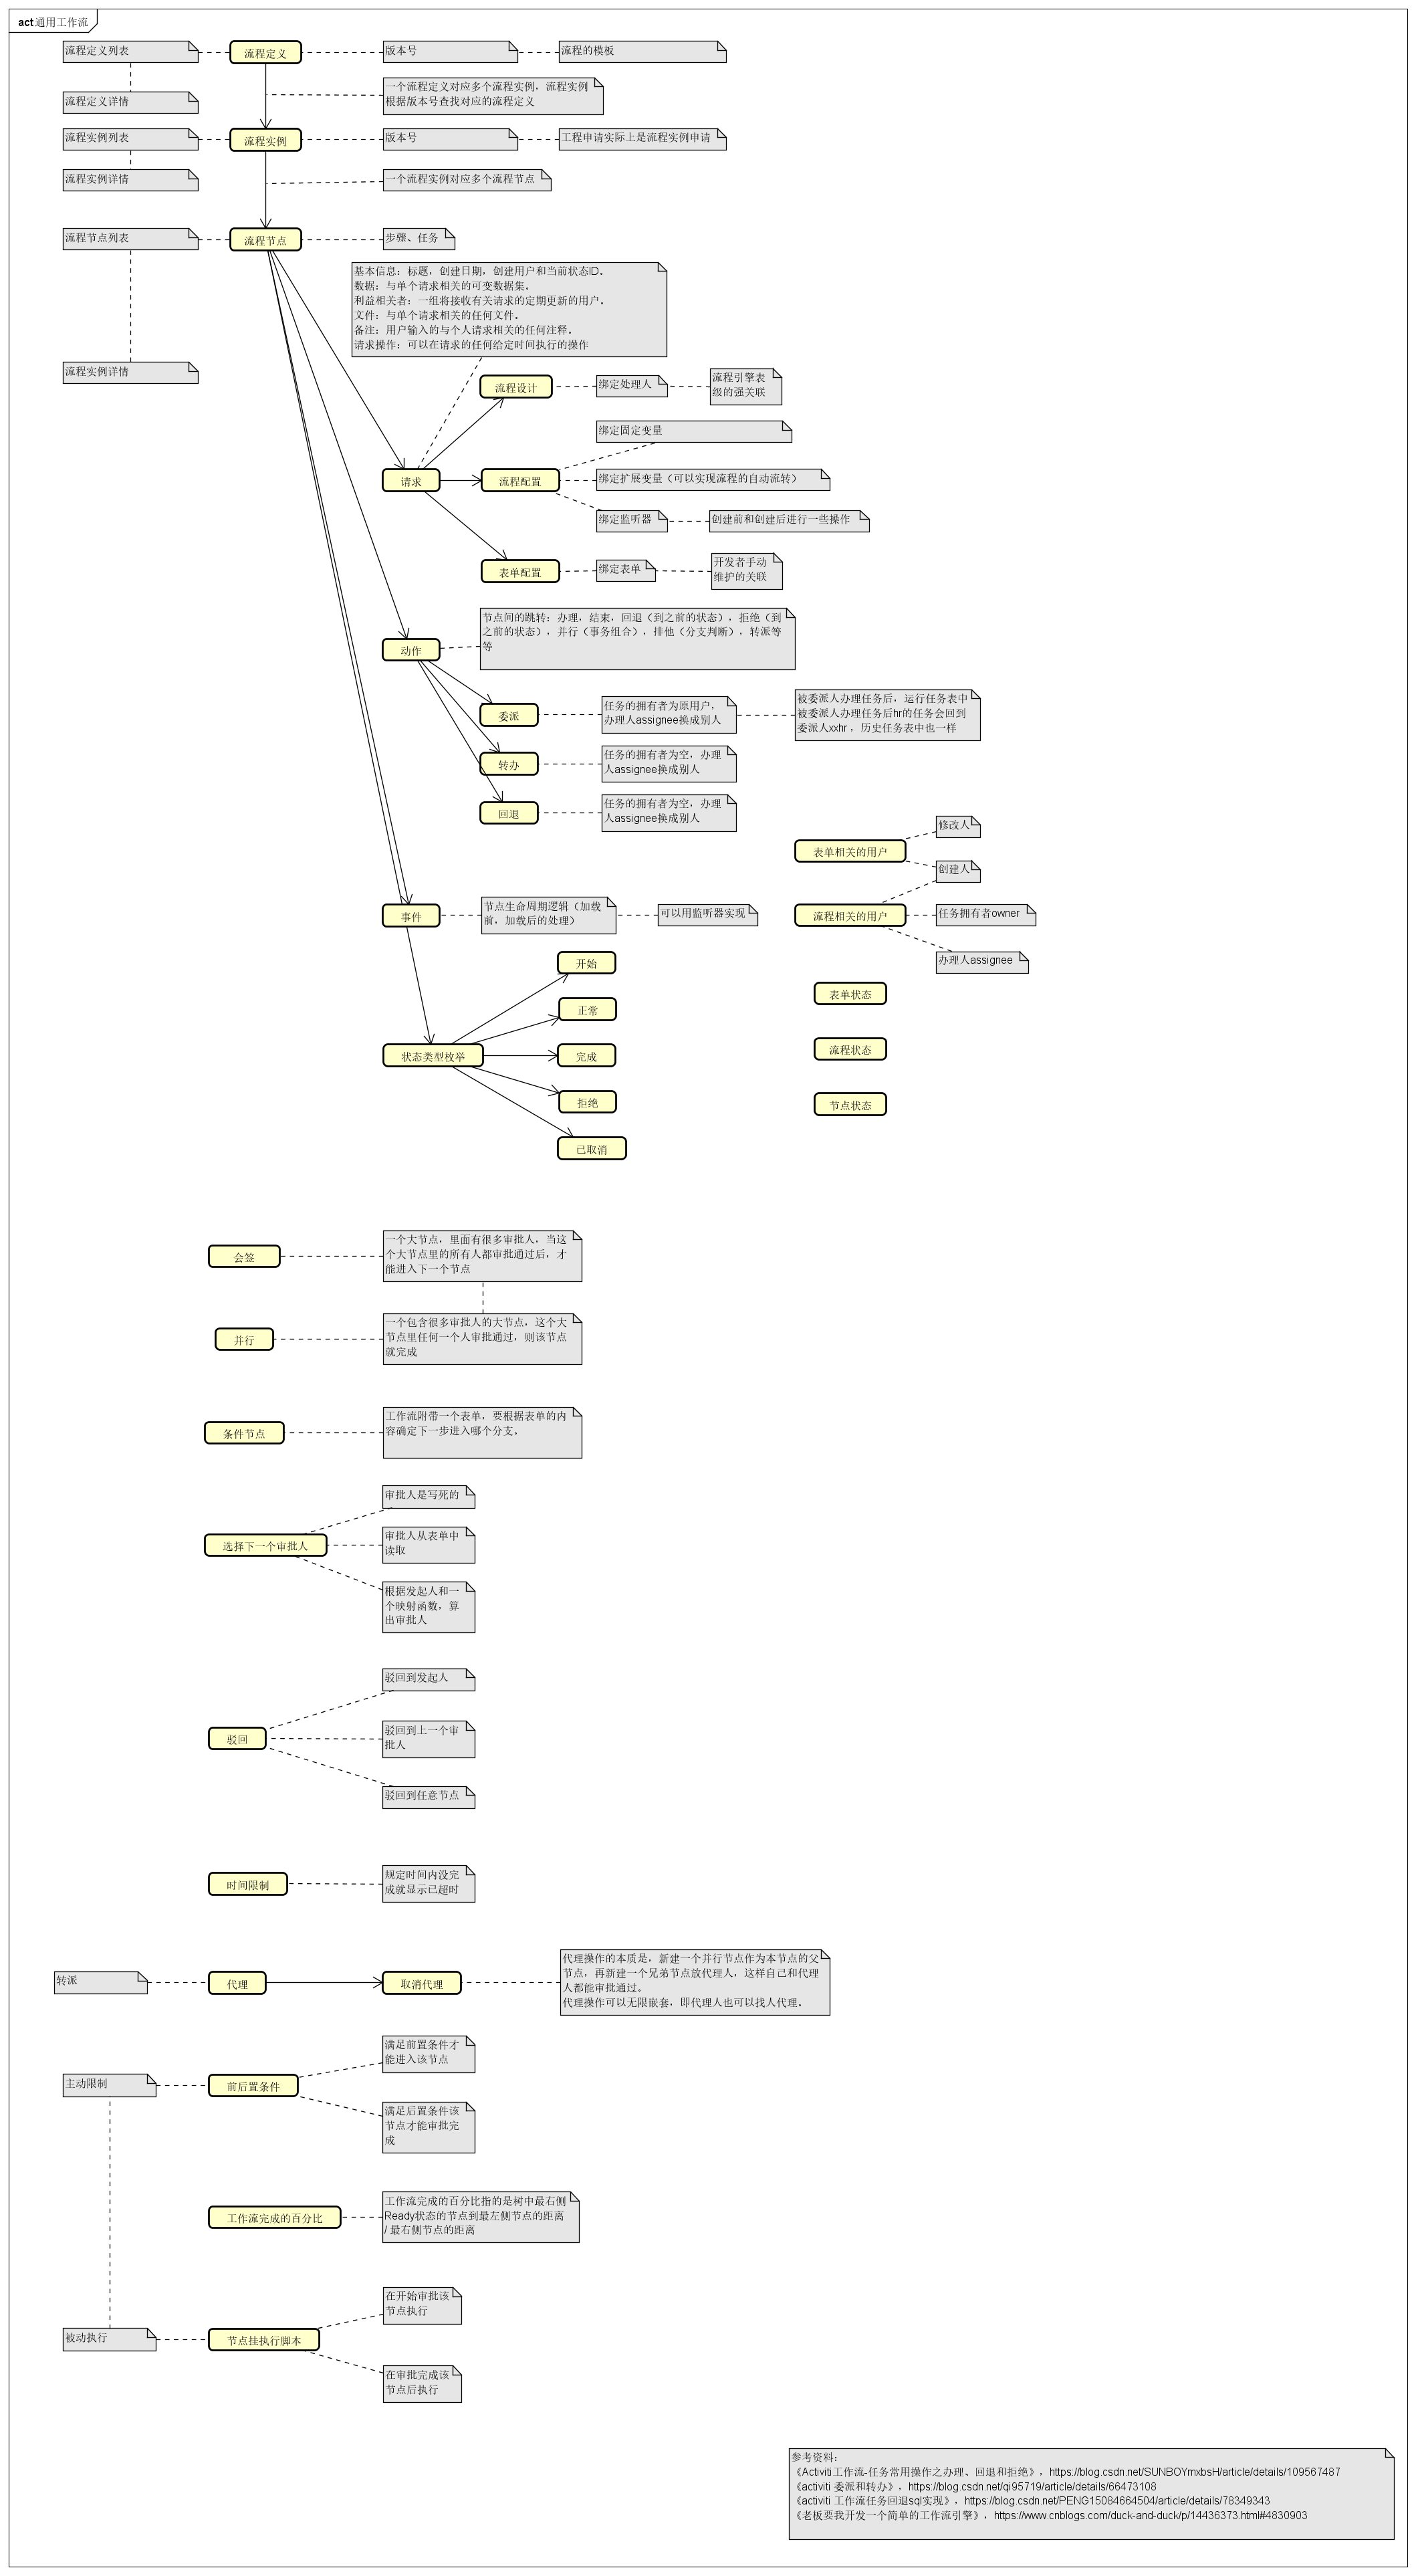 act 通用工作流
流程定义列表
流程定义
版本号
流程的模板
一个流程定义对应多个流程实例，流程实例
根据版本号查找对应的流程定义
流程定义详情
流程实例列表
流程实例
版本号
工程申请实际上是流程实例申请
流程实例详情
一个流程实例对应多个流程节点
流程节点列表
流程节点
步骤、任务
基本信息：标题，创建日期，创建用户和当前状态ID。
数据：与单个请求相关的可变数据集。
利益相关者：一组将接收有关请求的定期更新的用户。
文件：与单个请求相关的任何文件。
备注：用户输入的与个人请求相关的任何注释。
请求操作：可以在请求的任何给定时间执行的操作
流程实例详情
流程设计
绑定处理人
流程引擎表
级的强关联
绑定固定变量
请求
流程配置
绑定扩展变量（可以实现流程的自动流转）
绑定监听器
创建前和创建后进行一些操作
表单配置
绑定表单
开发者手动
维护的关联
节点间的跳转：办理，结束，回退（到之前的状态），拒绝（到
之前的状态），并行（事务组合），排他（分支判断），转派等
等
动作
委派
任务的拥有者为原用户，
办理人assignee换成别人
被委派人办理任务后，运行任务表中
被委派人办理任务后hr的任务会回到
委派人xxhr ，历史任务表中也一样
转办
任务的拥有者为空，办理
人assignee换成别人
回退
任务的拥有者为空，办理
人assignee换成别人
修改人
表单相关的用户
创建人
事件
节点生命周期逻辑（加载
前，加载后的处理）
可以用监听器实现
流程相关的用户
任务拥有者owner
办理人assignee
开始
表单状态
正常
状态类型枚举
完成
流程状态
拒绝
节点状态
已取消
会签
一个大节点，里面有很多审批人，当这
个大节点里的所有人都审批通过后，才
能进入下一个节点
并行
一个包含很多审批人的大节点，这个大
节点里任何一个人审批通过，则该节点
就完成
条件节点
工作流附带一个表单，要根据表单的内
容确定下一步进入哪个分支。
审批人是写死的
选择下一个审批人
审批人从表单中
读取
根据发起人和一
个映射函数，算
出审批人
驳回到发起人
驳回
驳回到上一个审
批人
驳回到任意节点
时间限制
规定时间内没完
成就显示已超时
转派
代理
取消代理
代理操作的本质是，新建一个并行节点作为本节点的父
节点，再新建一个兄弟节点放代理人，这样自己和代理
人都能审批通过。
代理操作可以无限嵌套，即代理人也可以找人代理。
满足前置条件才
能进入该节点
主动限制
前后置条件
满足后置条件该
节点才能审批完
成
工作流完成的百分比
工作流完成的百分比指的是树中最右侧
Ready状态的节点到最左侧节点的距离
/ 最右侧节点的距离
在开始审批该
节点执行
被动执行
节点挂执行脚本
在审批完成该
节点后执行
参考资料：
《Activiti工作流-任务常用操作之办理、回退和拒绝》，https://blog.csdn.net/SUNBOYmxbsH/article/details/109567487
《activiti 委派和转办》，https://blog.csdn.net/qi95719/article/details/66473108
《activiti 工作流任务回退sql实现》，https://blog.csdn.net/PENG15084664504/article/details/78349343
《老板要我开发一个简单的工作流引擎》，https://www.cnblogs.com/duck-and-duck/p/14436373.html#4830903